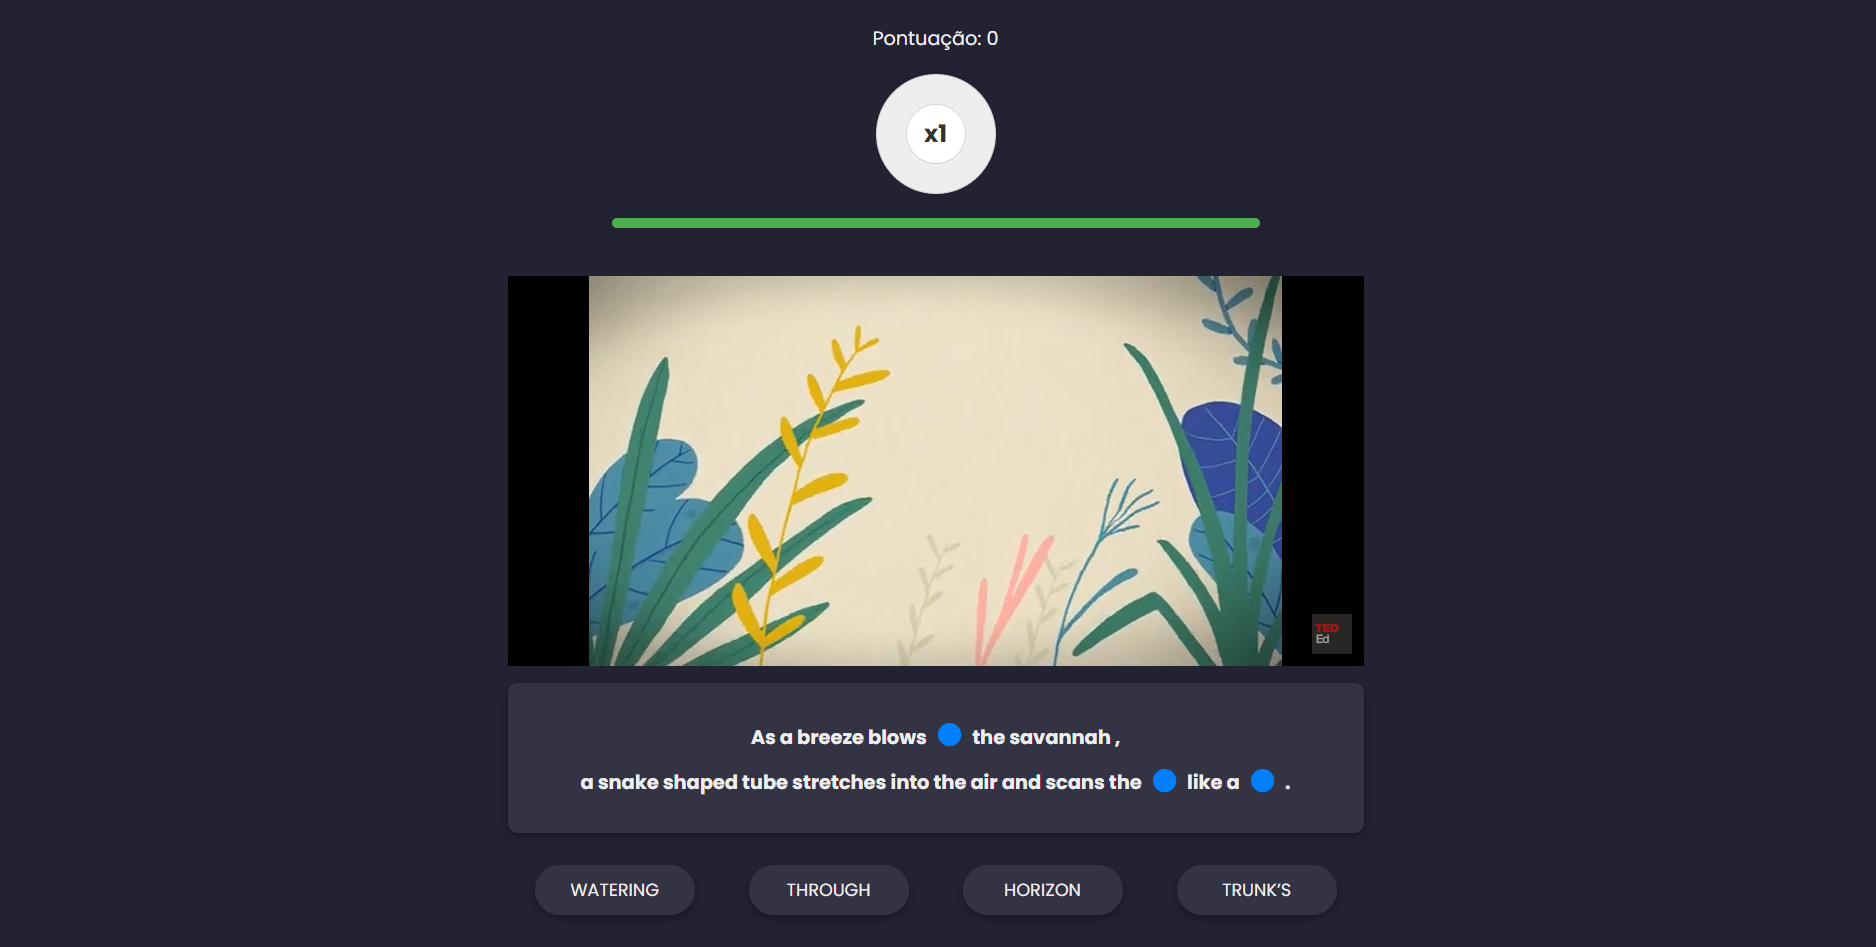 Pontuação: 0
x1
TED
Ed
As a breeze blows the savannah ,
a snake shaped tube stretches into the air and scans the like a .
WATERING
THROUGH
HORIZON
TRUNK’S